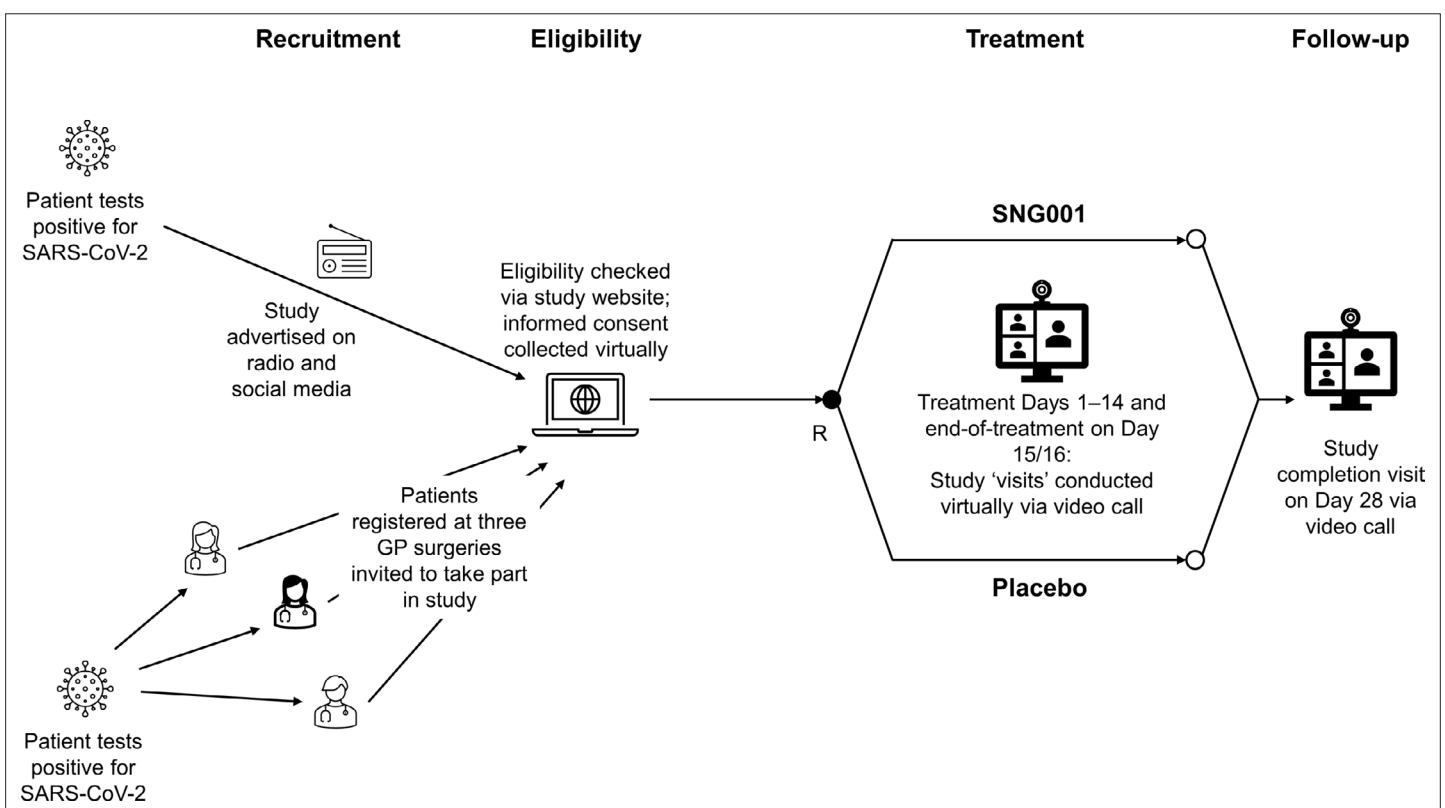 Recruitment
Eligibility
Treatment
Follow-up
Patient tests
positive for
SARS-CoV-2
Study
advertised on
radio and
social media
Eligibility checked
via study website;
informed consent
collected virtually
Patients
registered at three
GP surgeries
invited to take part
in study
Patient tests
positive for
SARS-CoV-2
R
SNG001
Treatment Days 1–14 and
end-of-treatment on Day
15/16:
Study ‘visits’ conducted
virtually via video call
Placebo
Study
completion visit
on Day 28 via
video call